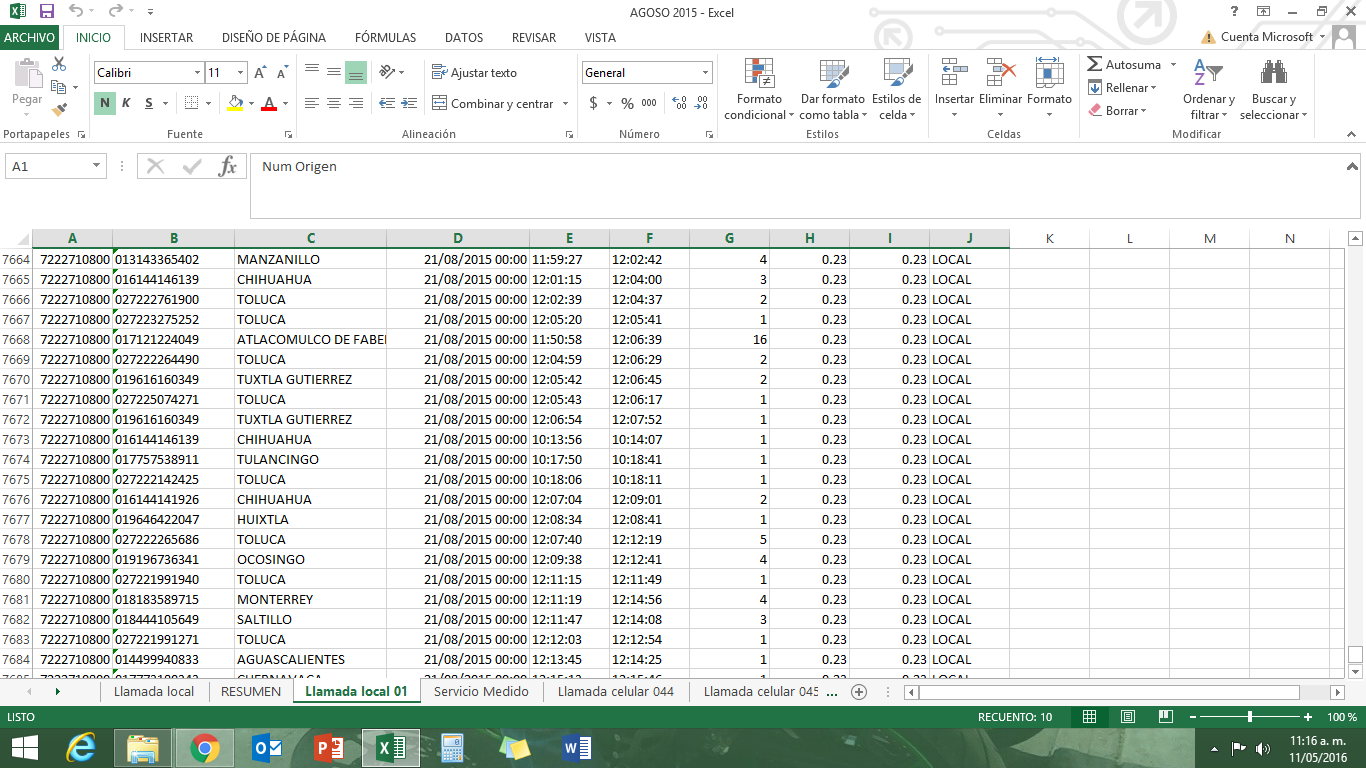 AGOSO 2015 - Excel
ARCHIVO INICIO INSERTAR DISEÑO DE PÁGINA FÓRMULAS DATOS REVISAR VISTA Cuenta Microsoft
Pegar
Portapapeles
Calibri 11
N K S
Fuente
Ajustar texto
Combinar y centrar
Alineación
General
$ % 000
Número
Formato condicional
Dar formato como tabla
Estilos de celda
Estilos
Insertar Eliminar Formato
Celdas
Autosuma
Rellenar
Borrar
Ordenar y filtrar
Buscar y seleccionar
Modificar
A1 fx Num Origen
A B C D E F G H I J K L M N
7664 7222710800 013143365402 MANZANILLO 21/08/2015 00:00 11:59:27 12:02:42 4 0.23 0.23 LOCAL
7665 7222710800 016144146139 CHIHUAHUA 21/08/2015 00:00 12:01:15 12:04:00 3 0.23 0.23 LOCAL
7666 7222710800 027222761900 TOLUCA 21/08/2015 00:00 12:02:39 12:04:37 2 0.23 0.23 LOCAL
7667 7222710800 027223275252 TOLUCA 21/08/2015 00:00 12:05:20 12:05:41 1 0.23 0.23 LOCAL
7668 7222710800 017121224049 ATLACOMULCO DE FABE 21/08/2015 00:00 11:50:58 12:06:39 16 0.23 0.23 LOCAL
7669 7222710800 027222264490 TOLUCA 21/08/2015 00:00 12:04:59 12:06:29 2 0.23 0.23 LOCAL
7670 7222710800 019616160349 TUXTLA GUTIERREZ 21/08/2015 00:00 12:05:42 12:06:45 2 0.23 0.23 LOCAL
7671 7222710800 027225074271 TOLUCA 21/08/2015 00:00 12:05:43 12:06:17 1 0.23 0.23 LOCAL
7672 7222710800 019616160349 TUXTLA GUTIERREZ 21/08/2015 00:00 12:06:54 12:07:52 1 0.23 0.23 LOCAL
7673 7222710800 016144146139 CHIHUAHUA 21/08/2015 00:00 10:13:56 10:14:07 1 0.23 0.23 LOCAL
7674 7222710800 017757538911 TULANCINGO 21/08/2015 00:00 10:17:50 10:18:41 1 0.23 0.23 LOCAL
7675 7222710800 027222142425 TOLUCA 21/08/2015 00:00 10:18:06 10:18:11 1 0.23 0.23 LOCAL
7676 7222710800 016144141926 CHIHUAHUA 21/08/2015 00:00 12:07:04 12:09:01 2 0.23 0.23 LOCAL
7677 7222710800 019646422047 HUIXTLA 21/08/2015 00:00 12:08:34 12:08:41 1 0.23 0.23 LOCAL
7678 7222710800 027222265686 TOLUCA 21/08/2015 00:00 12:07:40 12:12:19 5 0.23 0.23 LOCAL
7679 7222710800 019196736341 OCOSINGO 21/08/2015 00:00 12:09:38 12:12:41 4 0.23 0.23 LOCAL
7680 7222710800 027221991940 TOLUCA 21/08/2015 00:00 12:11:15 12:11:49 1 0.23 0.23 LOCAL
7681 7222710800 018183589715 MONTERREY 21/08/2015 00:00 12:11:19 12:14:56 4 0.23 0.23 LOCAL
7682 7222710800 018444105649 SALTILLO 21/08/2015 00:00 12:11:47 12:14:08 3 0.23 0.23 LOCAL
7683 7222710800 027221991271 TOLUCA 21/08/2015 00:00 12:12:03 12:12:54 1 0.23 0.23 LOCAL
7684 7222710800 014499940833 AGUASCALIENTES 21/08/2015 00:00 12:13:45 12:14:25 1 0.23 0.23 LOCAL
Llamada local RESUMEN Llamada local 01 Servicio Medido Llamada celular 044 Llamada celular 045 ...
LISTO RECUENTO: 10 100 %
11:16 a. m.
11/05/2016